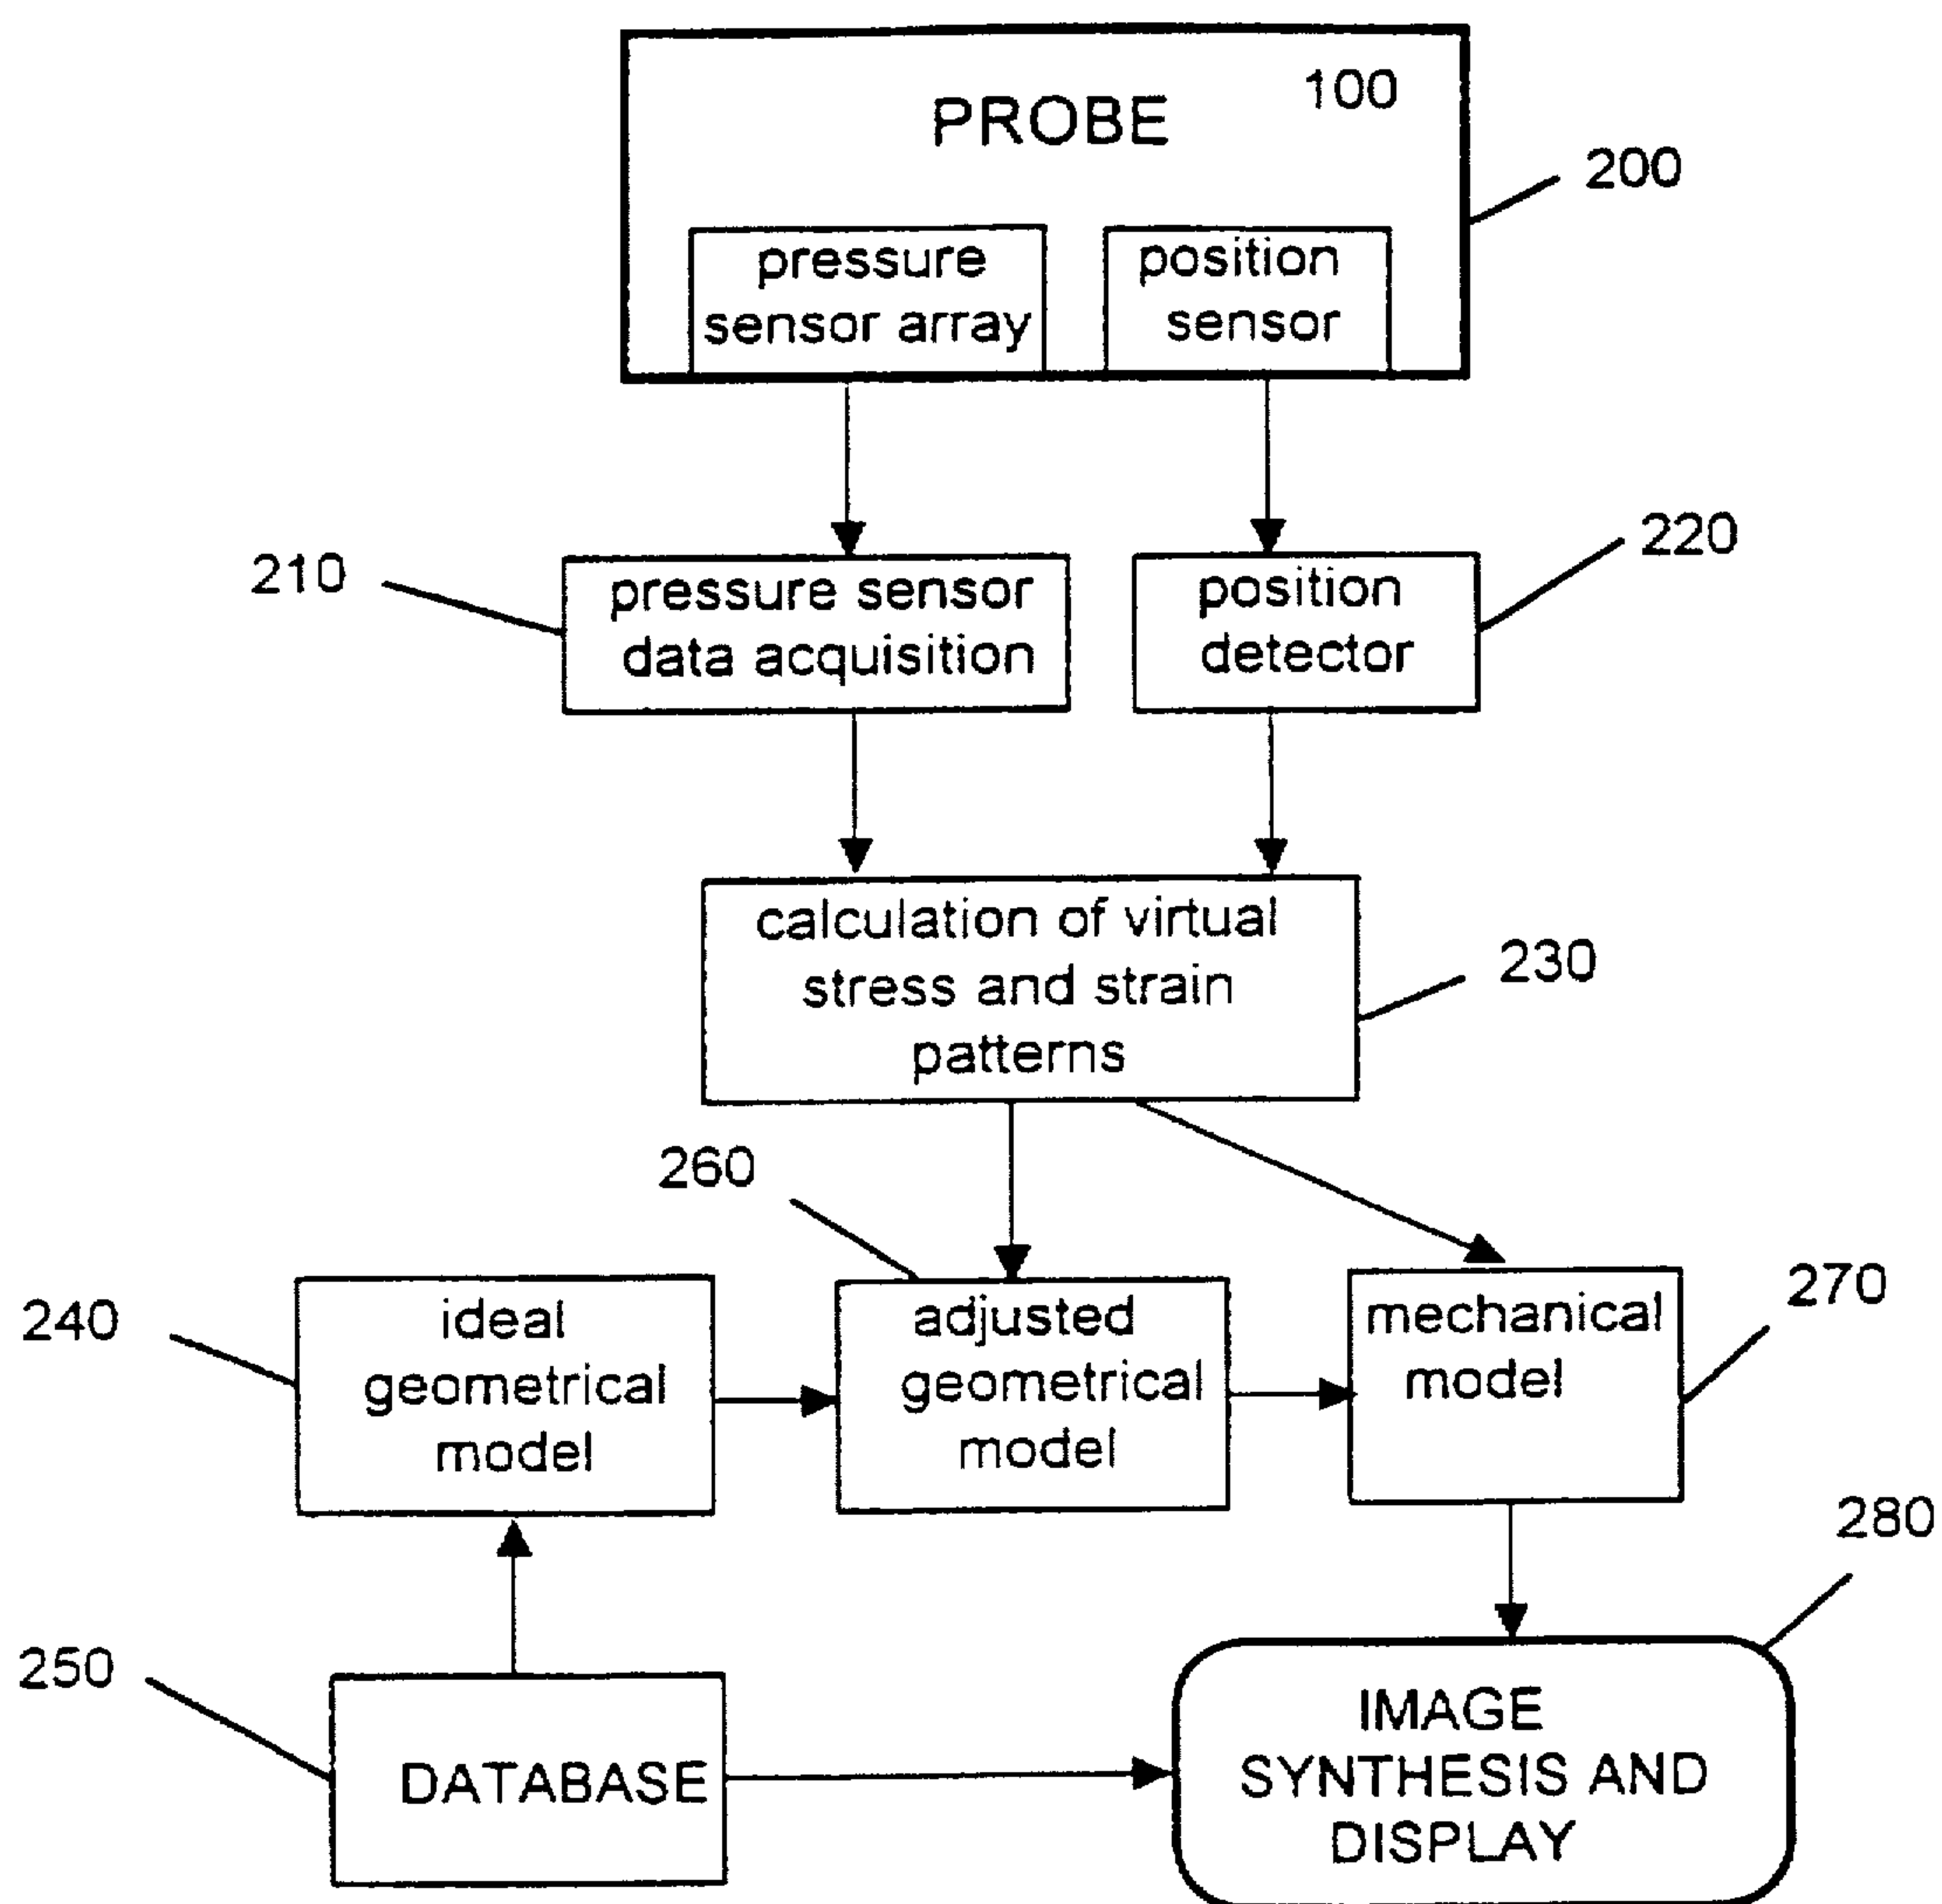 100
PROBE
200
pressure
sensor array
position
sensor
210
pressure sensor
data acquisition
position
detector
220
calculation of virtual
stress and strain
patterns
230
260
240
ideal
geometrical
model
adjusted
geometrical
model
mechanical
model
270
280
250
DATABASE
IMAGE
SYNTHESIS AND
DISPLAY